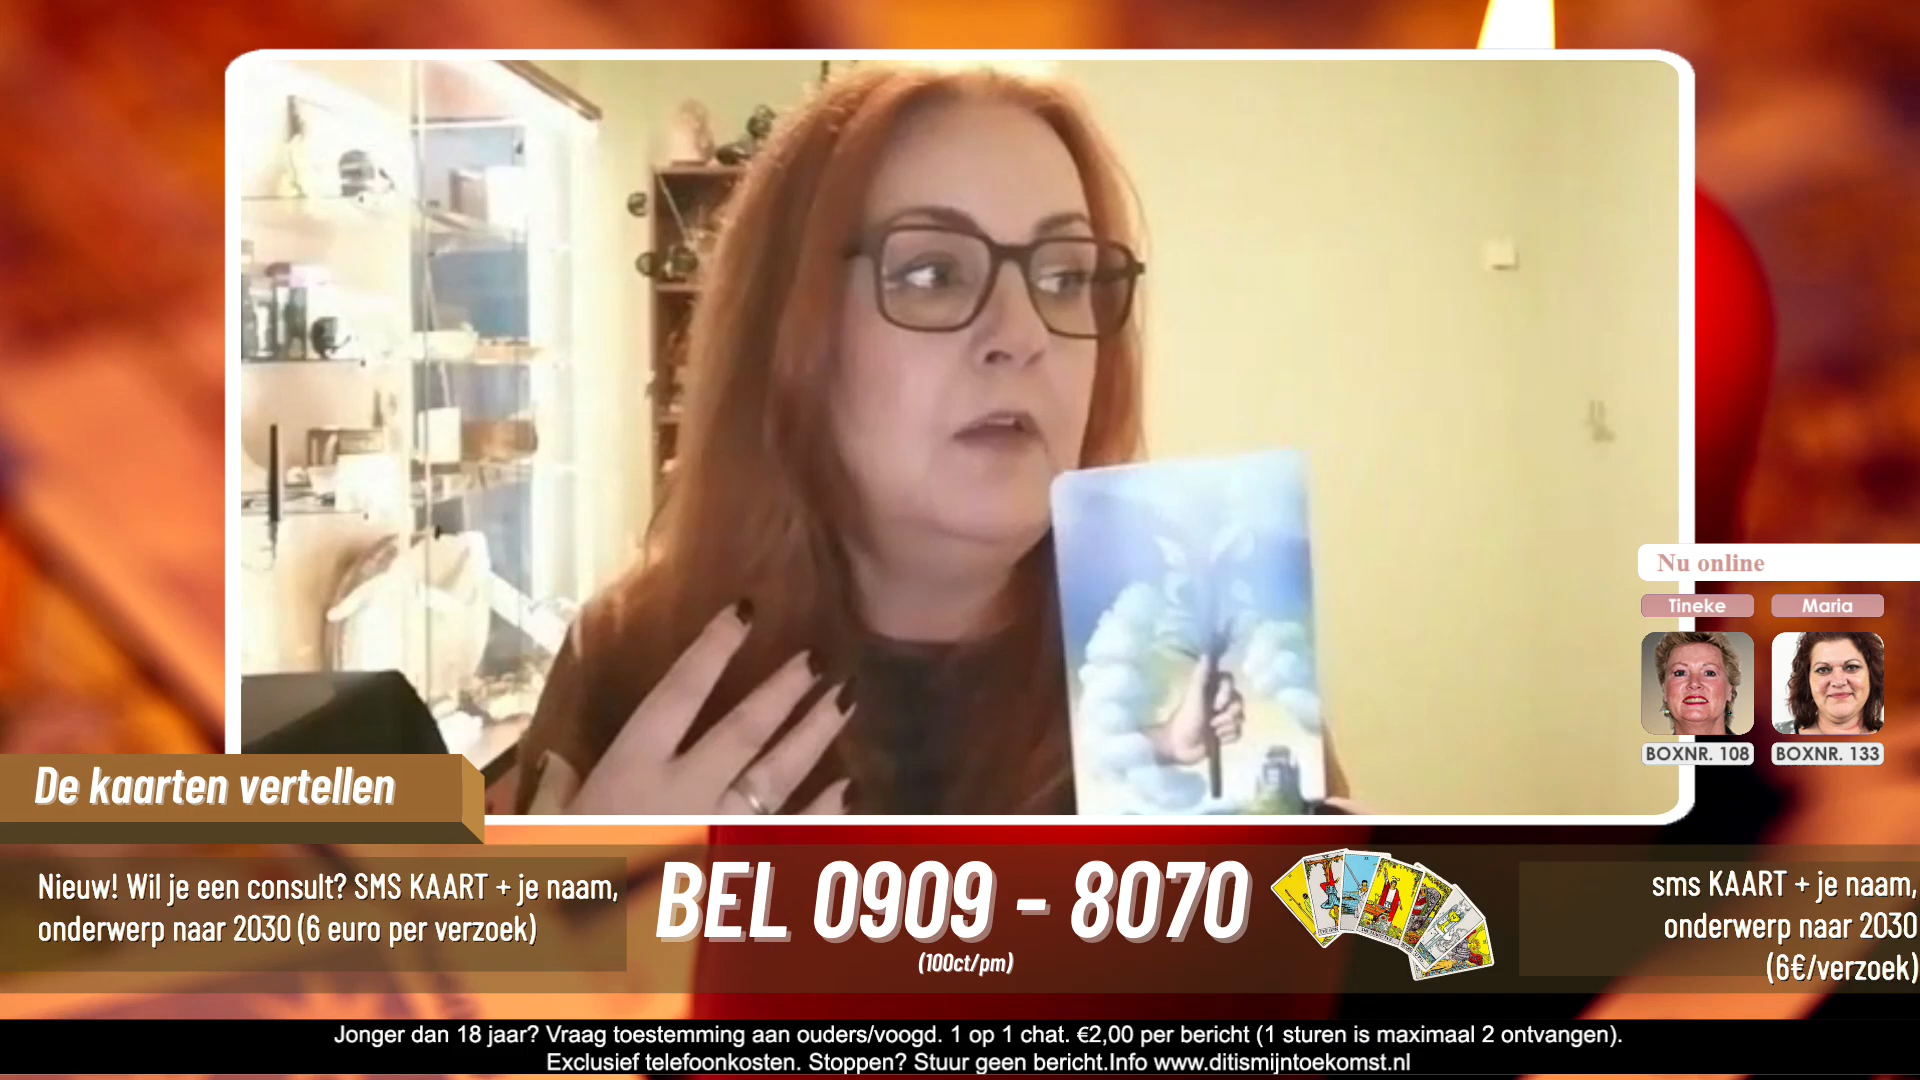 Nu online
Tineke
Maria
BOXNR. 108
BOXNR. 133
De kaarten vertellen
Nieuw! Wil je een consult? SMS KAART + je naam,
onderwerp naar 2030 (6 euro per verzoek)
BEL 0909 - 8070
(100ct/pm)
sms KAART + je naam,
onderwerp naar 2030
(6€/verzoek)
Jonger dan 18 jaar? Vraag toestemming aan ouders/voogd. 1 op 1 chat. €2,00 per bericht (1 sturen is maximaal 2 ontvangen).
Exclusief telefoonkosten. Stoppen? Stuur geen bericht.Info www.ditismijntoekomst.nl